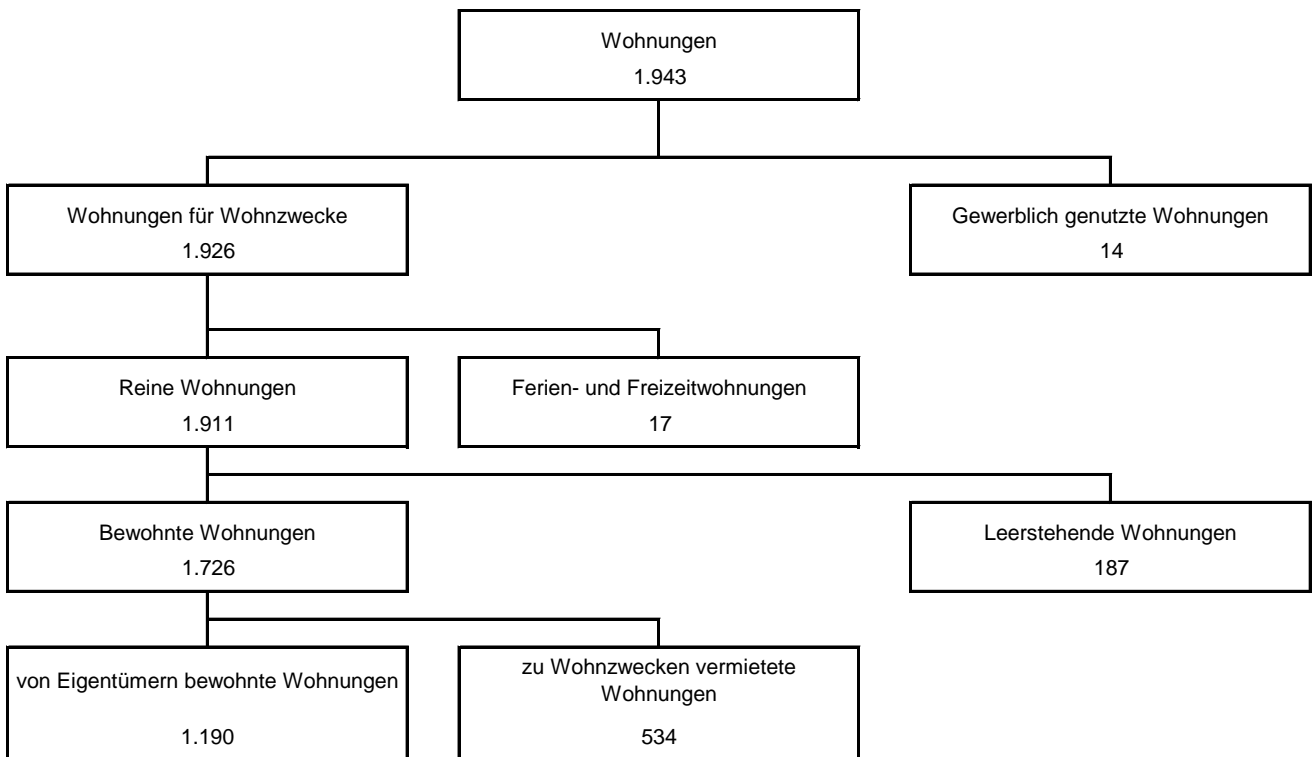 Wohnungen
1.943
Wohnungen für Wohnzwecke
1.926
Gewerblich genutzte Wohnungen
14
Reine Wohnungen
1.911
Ferien- und Freizeitwohnungen
17
Bewohnte Wohnungen
1.726
Leerstehende Wohnungen
187
von Eigentümern bewohnte Wohnungen
1.190
zu Wohnzwecken vermietete
Wohnungen
534